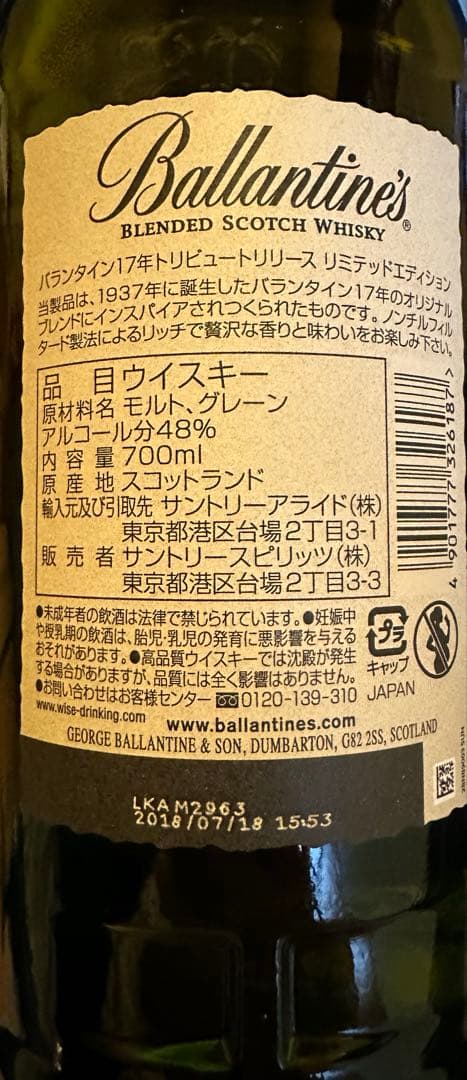 Ballantine's®
BLENDED SCOTCH WHISKY
バランタイン17年トリビュートリリース リミテッドエディション
当製品は、1937年に誕生したバランタイン17年のオリジナル
ブレンドにインスパイアされつくられたものです。ノンチルフィル
タード製法によるリッチで贅沢な香りと味わいをお楽しみ下さい。
品 目 ウイスキー
原材料名 モルト、グレーン
アルコール分48%
内容量 700ml
原産地 スコットランド
輸入元及び引取先 サントリーアライド(株)
東京都港区台場2丁目3-1
販売者 サントリースピリッツ(株)
東京都港区台場2丁目3-3
4 901777 326187 >
●未成年者の飲酒は法律で禁じられています。●妊娠中
や授乳期の飲酒は、胎児・乳児の発育に悪影響を与える
おそれがあります。●高品質ウイスキーでは沈殿が発生
する場合がありますが、品質には全く影響はありません。
●お問い合わせはお客様センター 0120-139-310
プラ
キャップ
JAPAN
www.wise-drinking.com
www.ballantines.com
GEORGE BALLANTINE & SON, DUMBARTON, G82 2SS, SCOTLAND
LKAM2963
2018/07/18 15:53